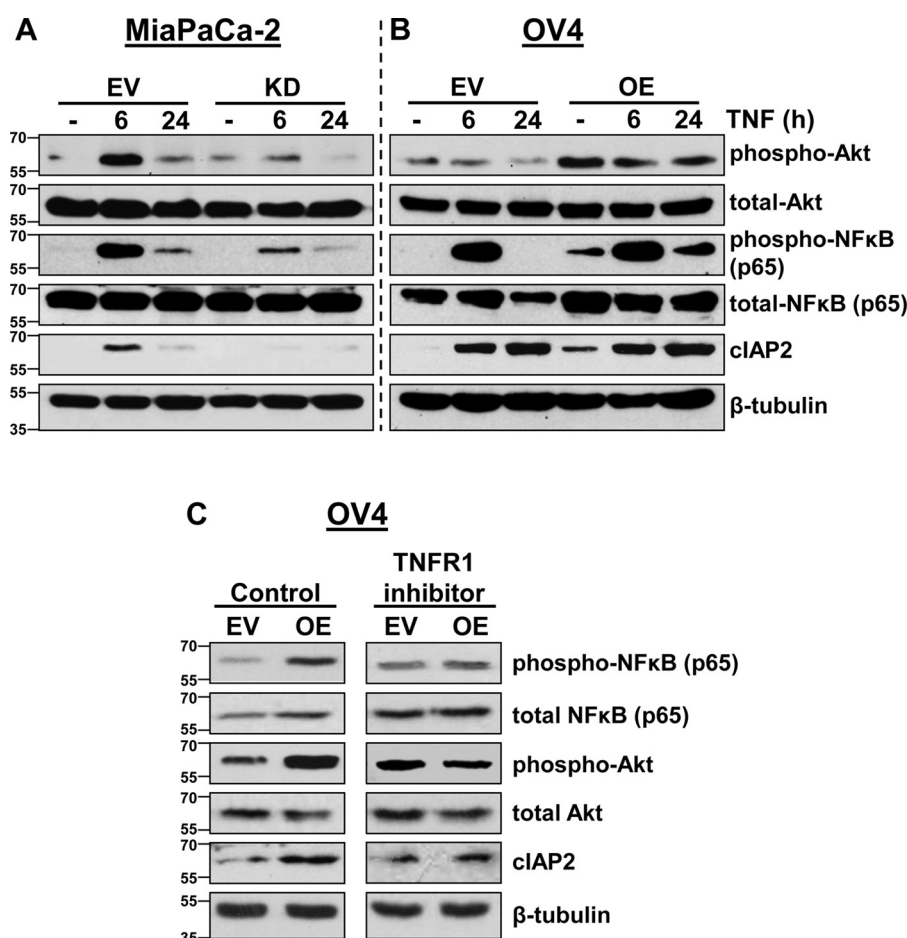 A MiaPaCa-2
B OV4
EV KD
EV OE
- 6 24 - 6 24
- 6 24 - 6 24 TNF (h)
70
55
phospho-Akt
70
55
total-Akt
70
55
phospho-NFκB
(p65)
70
55
total-NFκB (p65)
70
55
cIAP2
55
35
β-tubulin
C OV4
Control
TNFR1
inhibitor
EV OE EV OE
70
55
phospho-NFκB (p65)
70
55
total NFκB (p65)
70
55
phospho-Akt
70
55
total Akt
70
55
cIAP2
55
35
β-tubulin